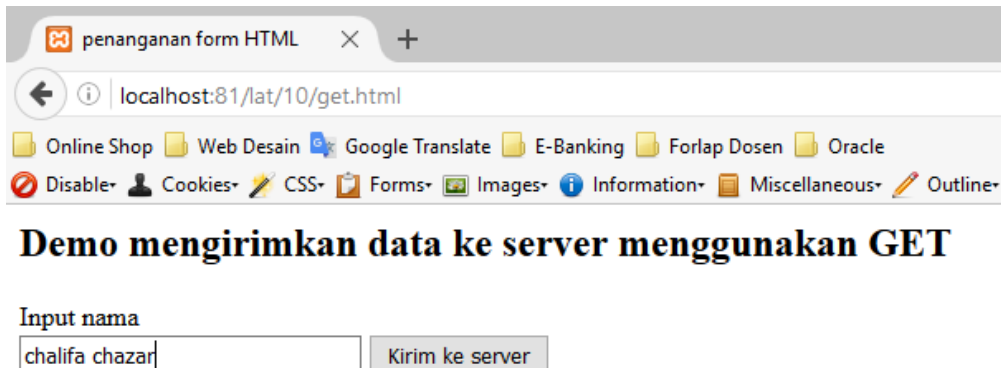 penanganan form HTML
localhost:81/lat/10/get.html
Online Shop Web Desain Google Translate E-Banking Forlap Dosen Oracle
Disable Cookies CSS Forms Images Information Miscellaneous Outline
Demo mengirimkan data ke server menggunakan GET
Input nama
chalifa chazar Kirim ke server